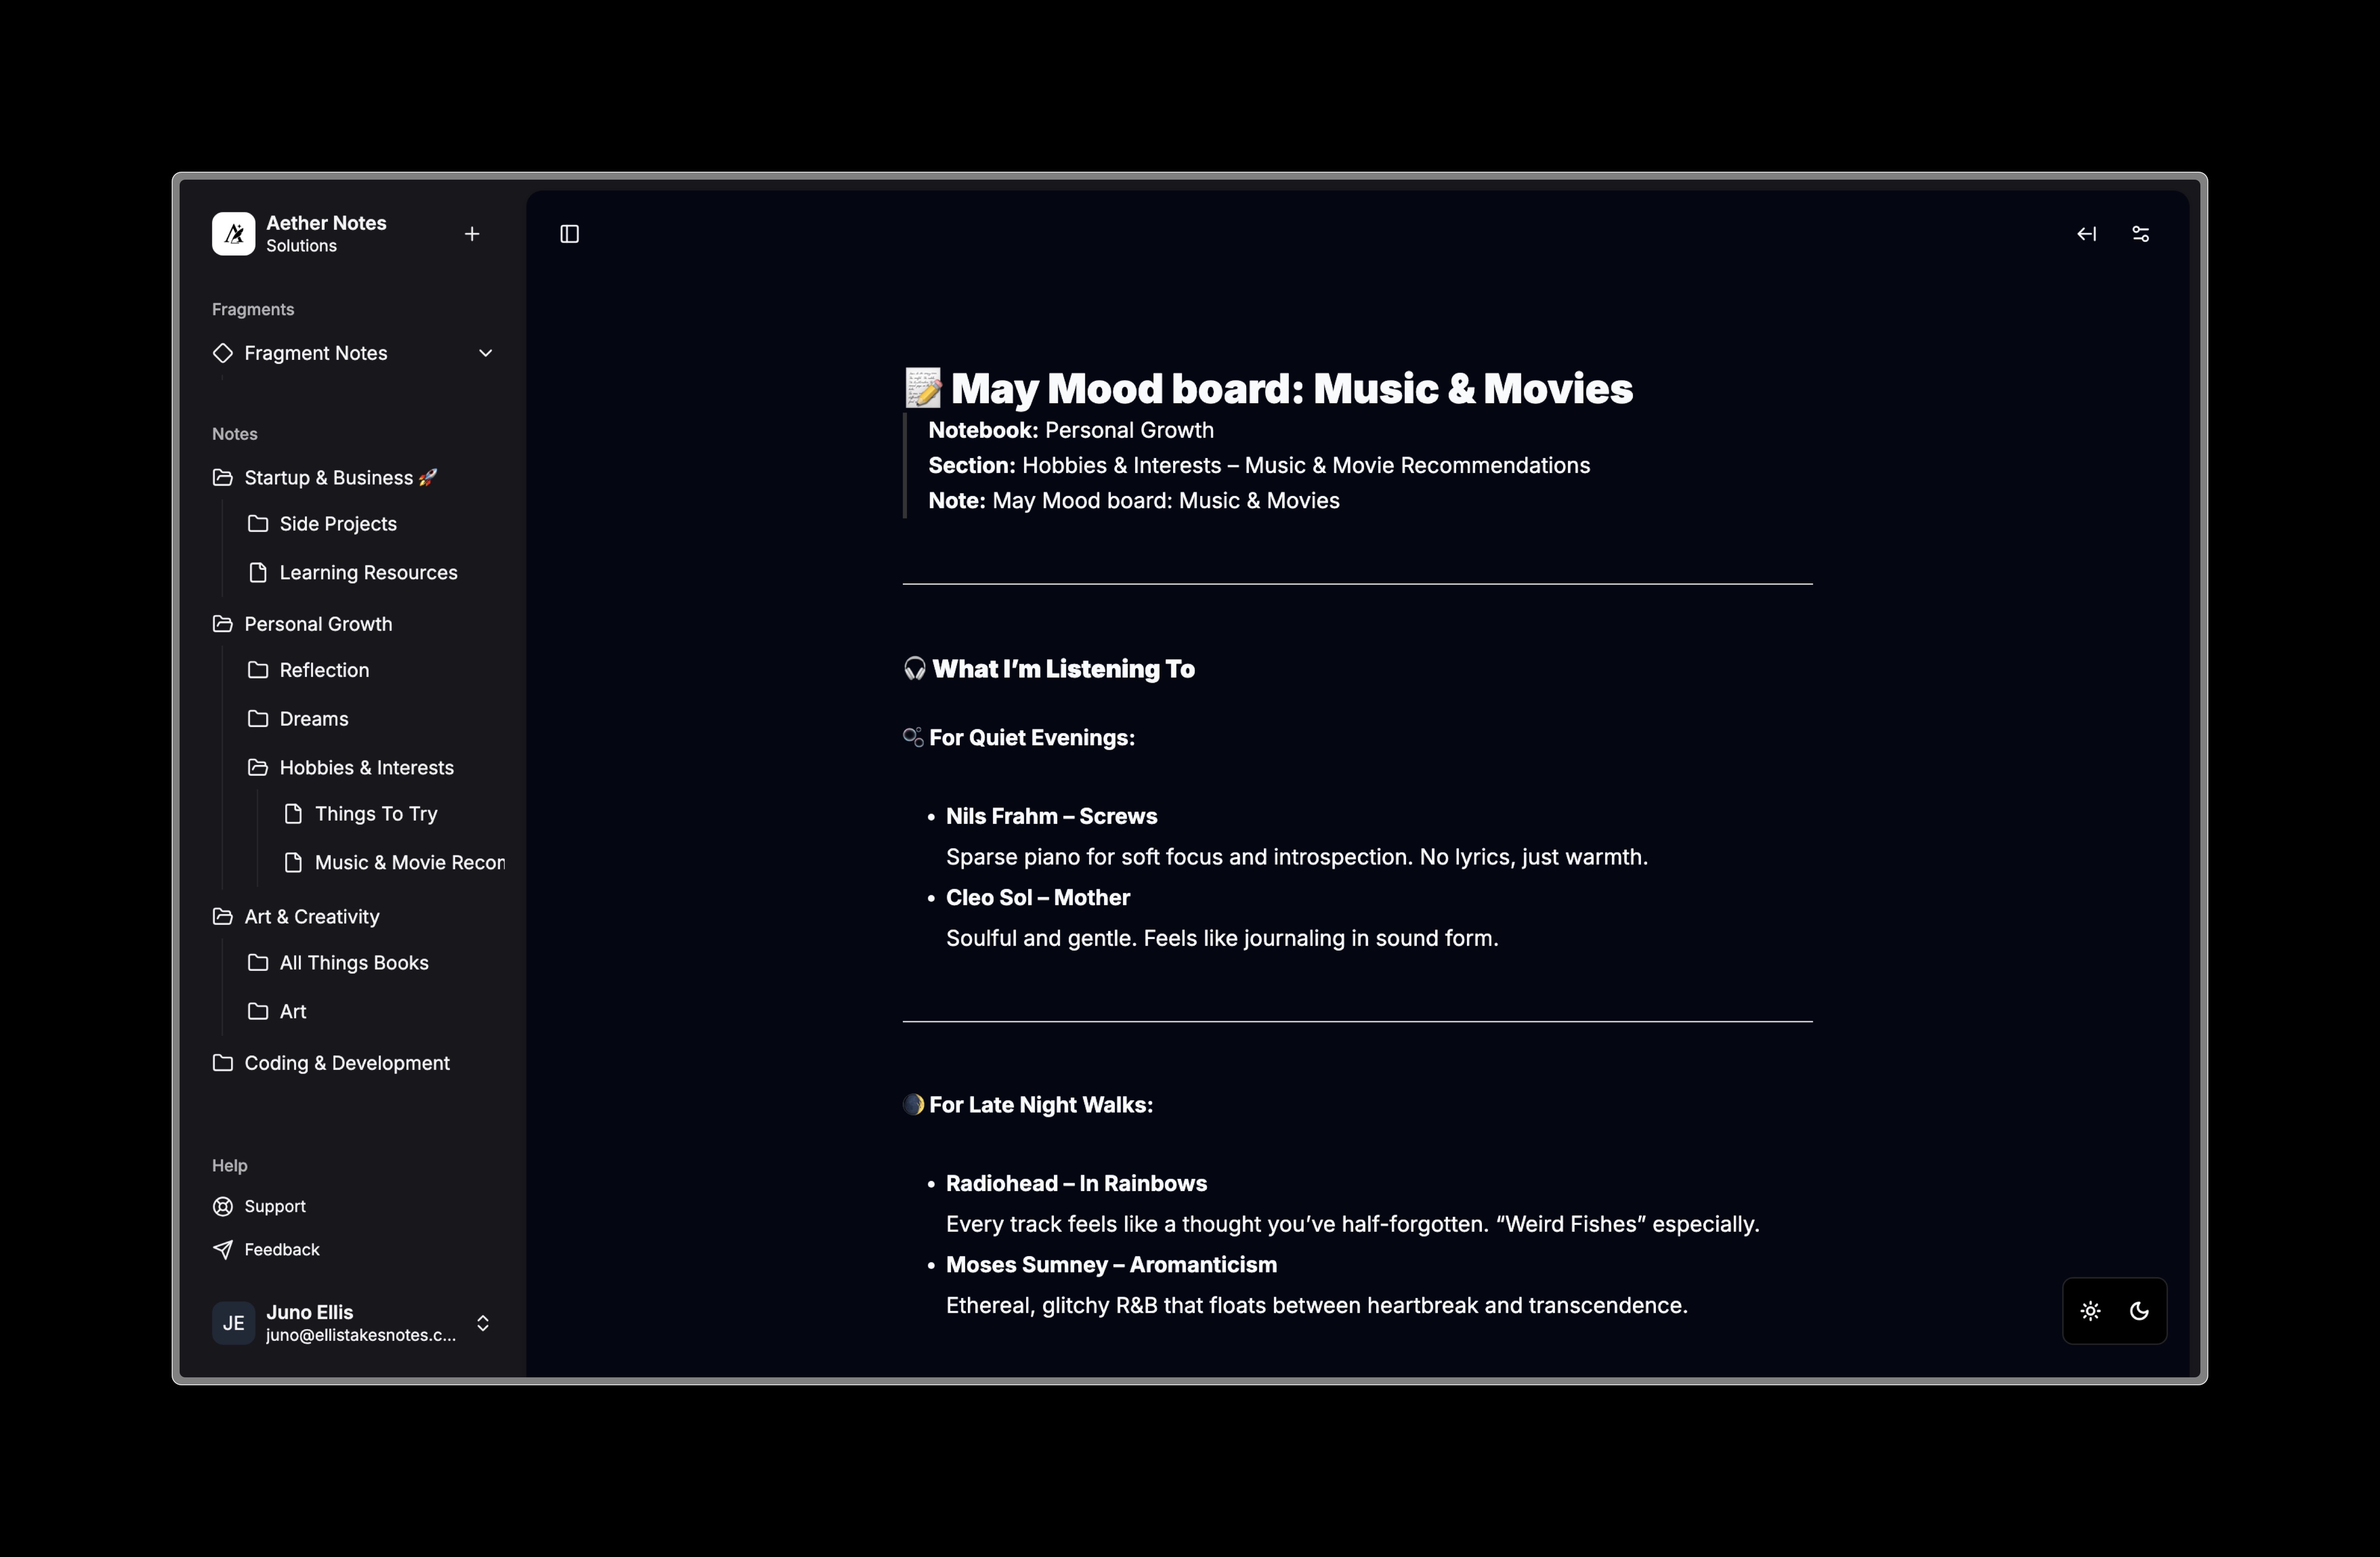 Aether Notes
Solutions
Fragments
Fragment Notes
Notes
Startup & Business 🚀
Side Projects
Learning Resources
Personal Growth
Reflection
Dreams
Hobbies & Interests
Things To Try
Music & Movie Recon
Art & Creativity
All Things Books
Art
Coding & Development
Help
Support
Feedback
JE
Juno Ellis
juno@ellistakesnotes.c...
📝 May Mood board: Music & Movies
Notebook: Personal Growth
Section: Hobbies & Interests – Music & Movie Recommendations
Note: May Mood board: Music & Movies
🎧 What I’m Listening To
🫧 For Quiet Evenings:
• Nils Frahm – Screws
Sparse piano for soft focus and introspection. No lyrics, just warmth.
• Cleo Sol – Mother
Soulful and gentle. Feels like journaling in sound form.
🌒 For Late Night Walks:
• Radiohead – In Rainbows
Every track feels like a thought you’ve half-forgotten. “Weird Fishes” especially.
• Moses Sumney – Aromanticism
Ethereal, glitchy R&B that floats between heartbreak and transcendence.